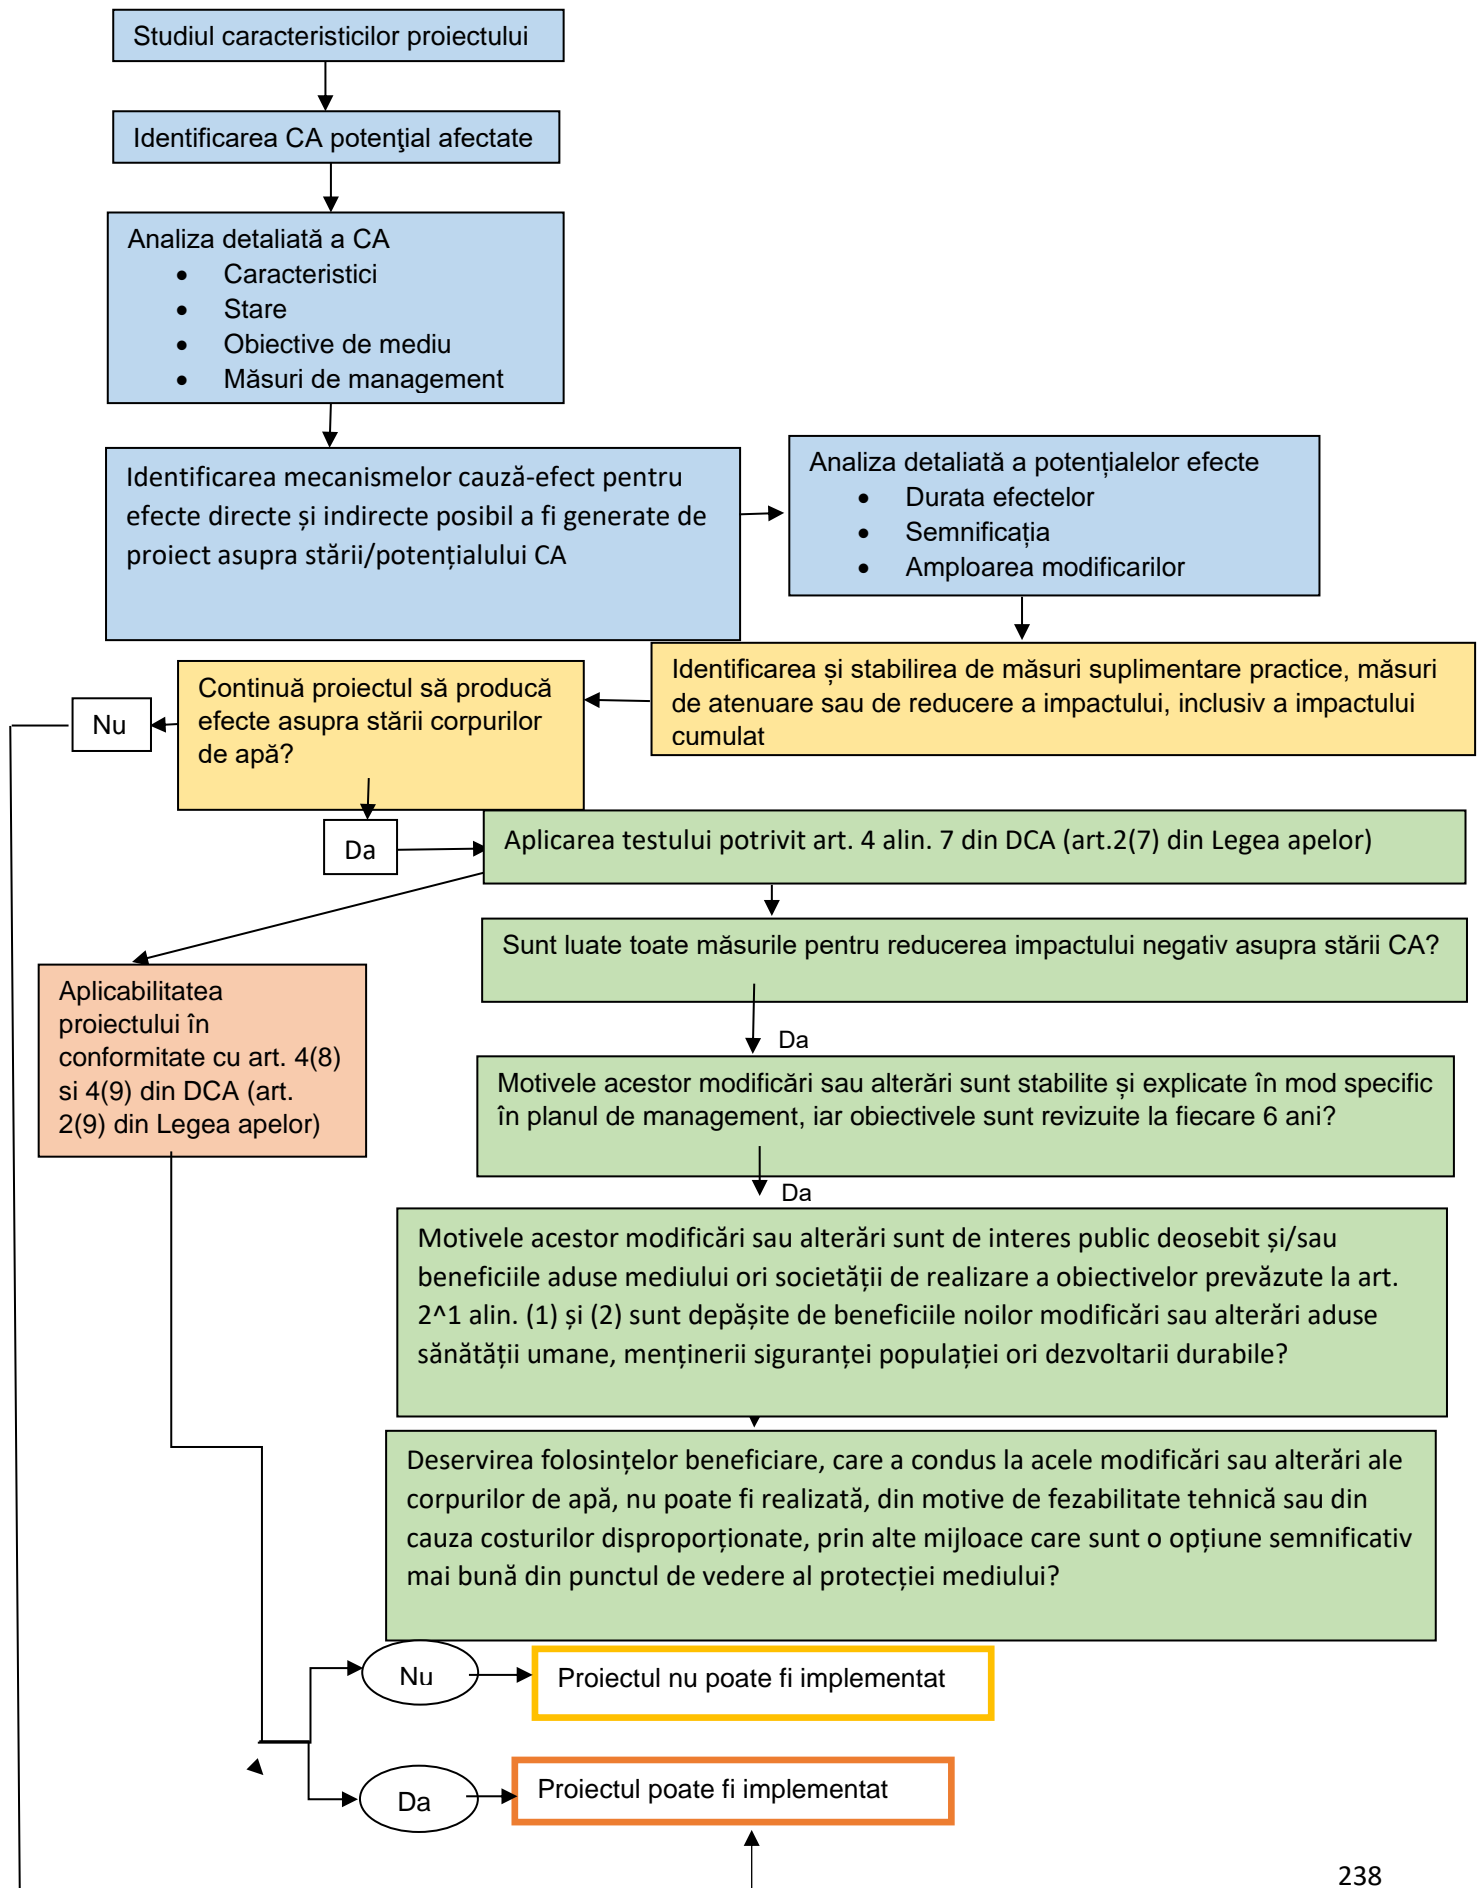 Studiul caracteristicilor proiectului
Identificarea CA potenţial afectate
Analiza detaliată a CA
• Caracteristici
• Stare
• Obiective de mediu
• Măsuri de management
Identificarea mecanismelor cauză-efect pentru
efecte directe și indirecte posibil a fi generate de
proiect asupra stării/potențialului CA
Analiza detaliată a potențialelor efecte
• Durata efectelor
• Semnificația
• Amploarea modificarilor
Identificarea și stabilirea de măsuri suplimentare practice, măsuri
de atenuare sau de reducere a impactului, inclusiv a impactului
cumulat
Continuă proiectul să producă
efecte asupra stării corpurilor
de apă?
Nu
Da
Aplicarea testului potrivit art. 4 alin. 7 din DCA (art.2(7) din Legea apelor)
Sunt luate toate măsurile pentru reducerea impactului negativ asupra stării CA?
Aplicabilitatea
proiectului în
conformitate cu art. 4(8)
si 4(9) din DCA (art.
2(9) din Legea apelor)
Da
Motivele acestor modificări sau alterări sunt stabilite și explicate în mod specific
în planul de management, iar obiectivele sunt revizuite la fiecare 6 ani?
Da
Motivele acestor modificări sau alterări sunt de interes public deosebit și/sau
beneficiile aduse mediului ori societății de realizare a obiectivelor prevăzute la art.
2^1 alin. (1) și (2) sunt depășite de beneficiile noilor modificări sau alterări aduse
sănătății umane, menținerii siguranței populației ori dezvoltarii durabile?
Deservirea folosințelor beneficiare, care a condus la acele modificări sau alterări ale
corpurilor de apă, nu poate fi realizată, din motive de fezabilitate tehnică sau din
cauza costurilor disproporționate, prin alte mijloace care sunt o opțiune semnificativ
mai bună din punctul de vedere al protecției mediului?
Nu
Proiectul nu poate fi implementat
Da
Proiectul poate fi implementat
238